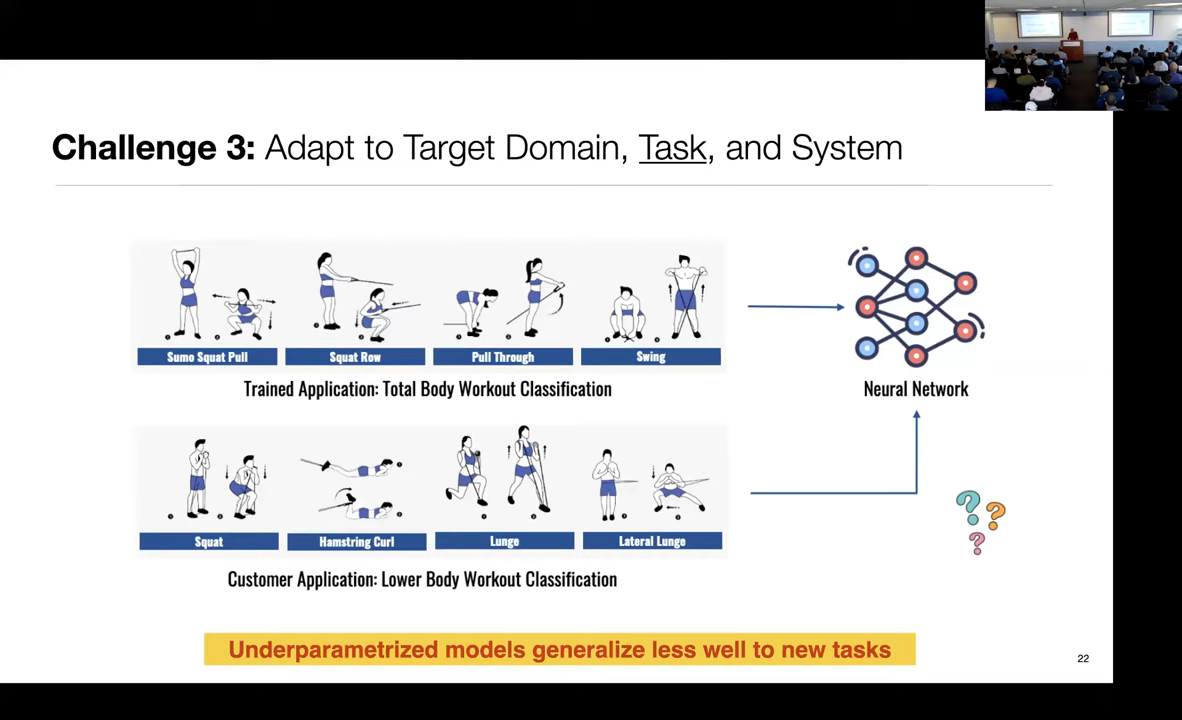 Challenge 3: Adapt to Target Domain, Task, and System
Sumo Squat Pull
Squat Row
Pull Through
Swing
Trained Application: Total Body Workout Classification
Neural Network
Squat
Hamstring Curl
Lunge
Lateral Lunge
Customer Application: Lower Body Workout Classification
???
Underparametrized models generalize less well to new tasks
22